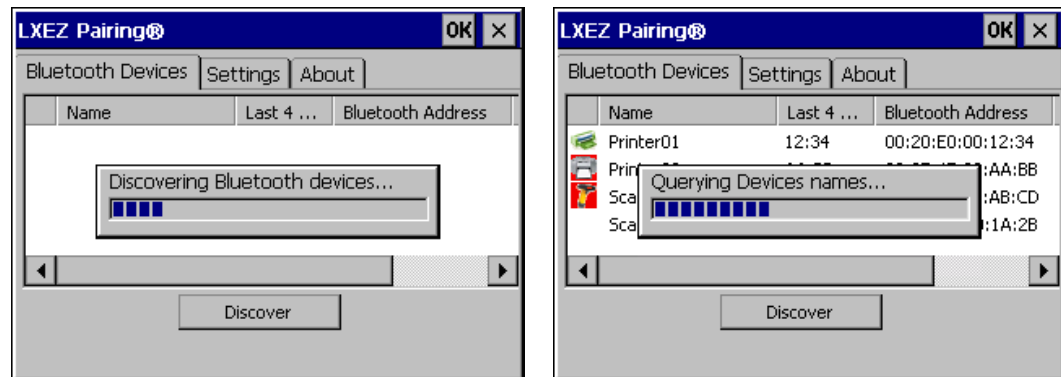 LXEZ Pairing® OK
Bluetooth Devices Settings About
Name Last 4 ... Bluetooth Address
Discovering Bluetooth devices...
Discover
LXEZ Pairing® OK
Bluetooth Devices Settings About
Name Last 4 ... Bluetooth Address
Printer01 12:34 00:20:E0:00:12:34
:AA:BB
Querying Devices names...
:AB:CD
:1A:2B
Discover